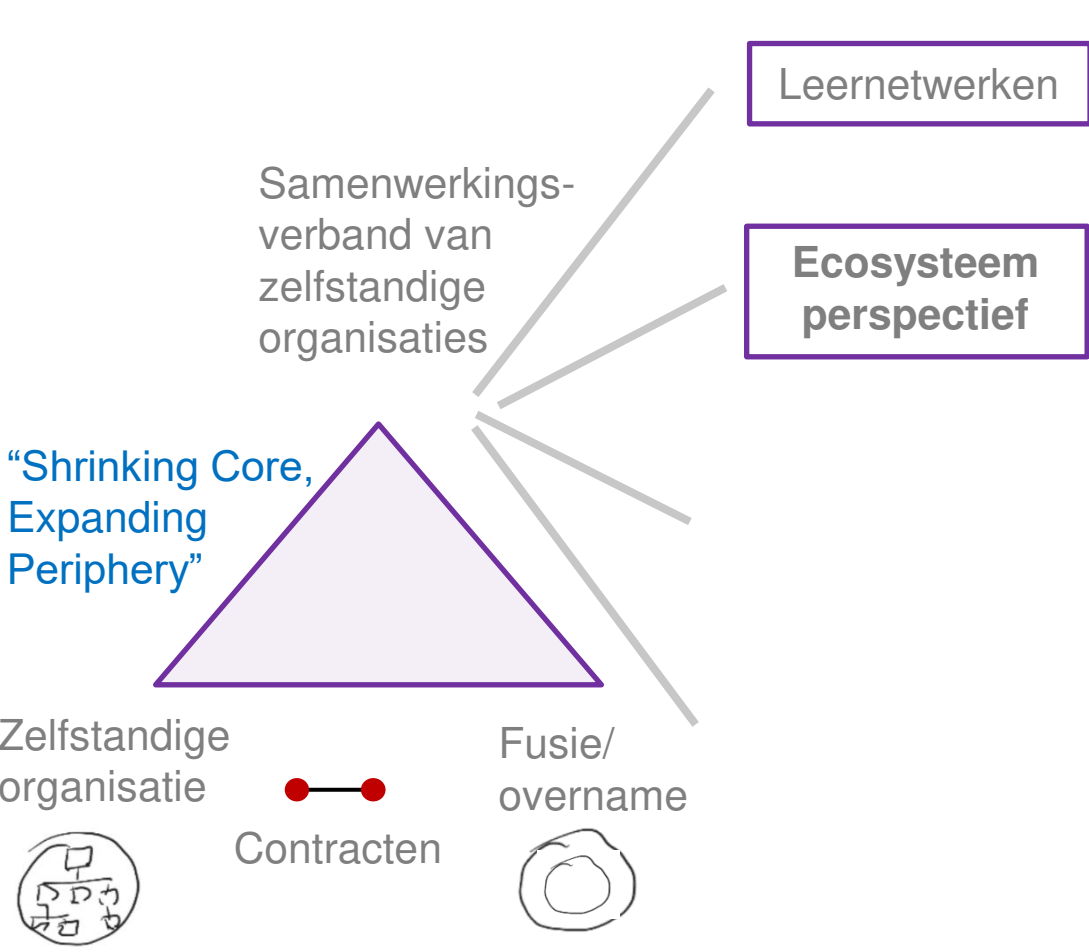 Leernetwerken
Samenwerkings-
verband van
zelfstandige
organisaties
Ecosysteem
perspectief
“Shrinking Core,
Expanding
Periphery”
Zelfstandige
organisatie
Contracten
Fusie/
overname